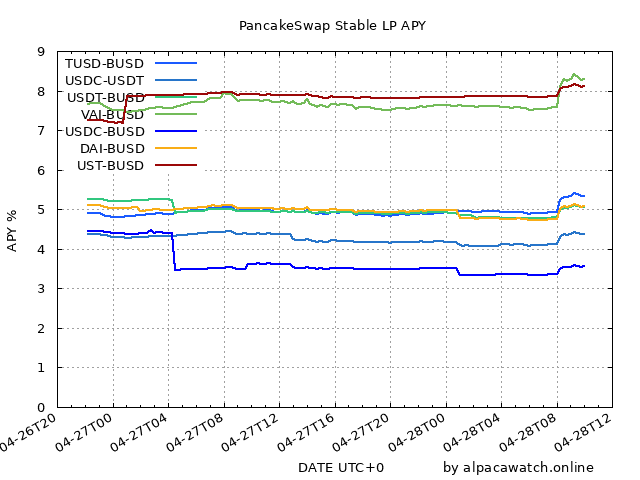 PancakeSwap Stable LP APY
9
8
7
6
5
4
3
2
1
0
APY %
TUSD-BUSD
USDC-USDT
USDT-BUSD
VAI-BUSD
USDC-BUSD
DAI-BUSD
UST-BUSD
04-26T20
04-27T00
04-27T04
04-27T08
04-27T12
04-27T16
04-27T20
04-28T00
04-28T04
04-28T08
04-28T12
DATE UTC+0
by alpacawatch.online